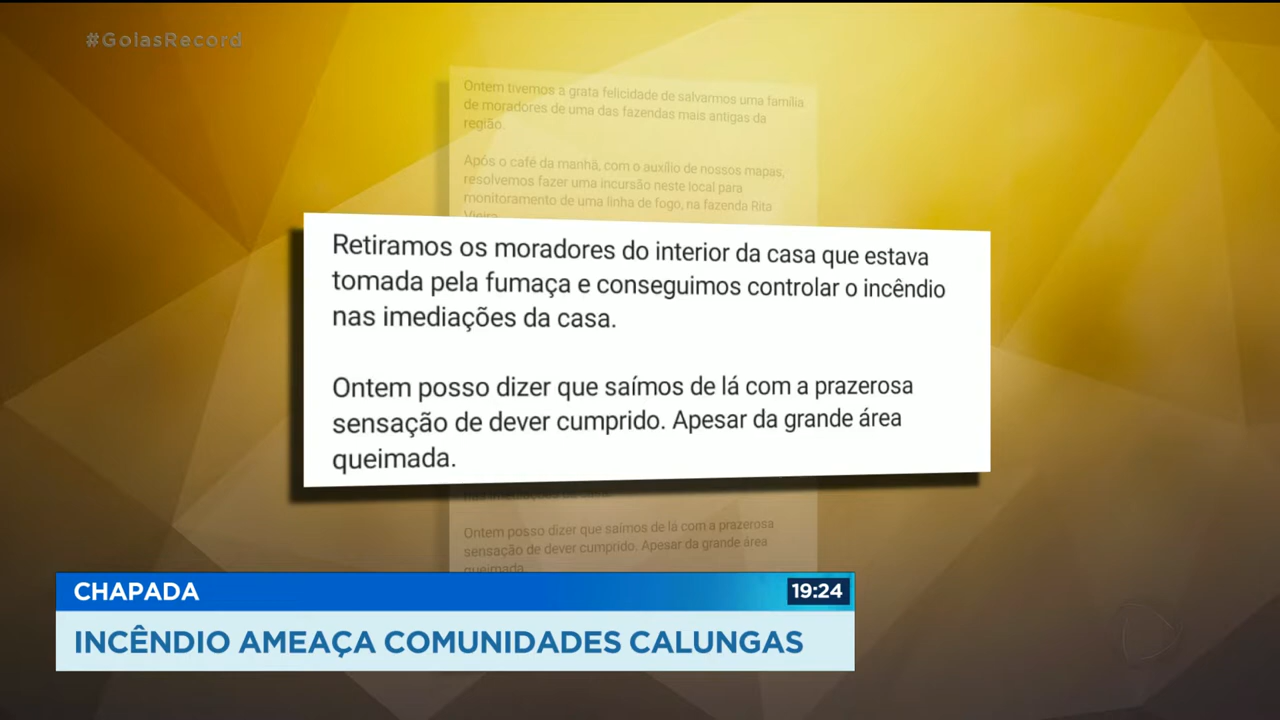 #GoiasRecord
Ontem tivemos a grata felicidade de salvarmos uma família
de moradores de uma das fazendas mais antigas da
região.
Após o café da manhã, com o auxílio de nossos mapas,
resolvemos fazer uma incursão neste local para
monitoramento de uma linha de fogo, na fazenda Rita
Vieira
Retiramos os moradores do interior da casa que estava
tomada pela fumaça e conseguimos controlar o incêndio
nas imediações da casa.
Ontem posso dizer que saímos de lá com a prazerosa
sensação de dever cumprido. Apesar da grande área
queimada.
Ontem posso dizer que saímos de lá com a prazerosa
sensação de dever cumprido. Apesar da grande área
queimada.
CHAPADA
19:24
INCÊNDIO AMEAÇA COMUNIDADES CALUNGAS